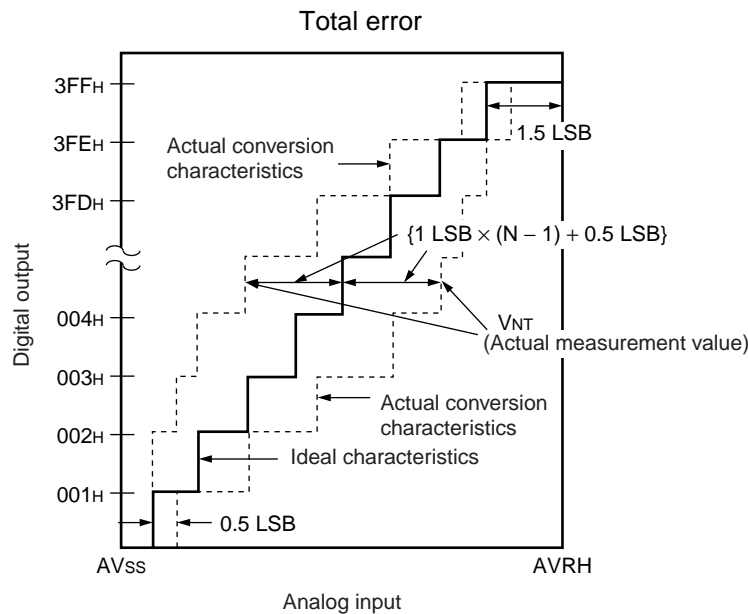 Total error
3FFH
3FEH
3FDH
004H
003H
002H
001H
Digital output
Actual conversion
characteristics
1.5 LSB
{1 LSB × (N − 1) + 0.5 LSB}
VNT
(Actual measurement value)
Actual conversion
characteristics
Ideal characteristics
0.5 LSB
AVSS
AVRH
Analog input